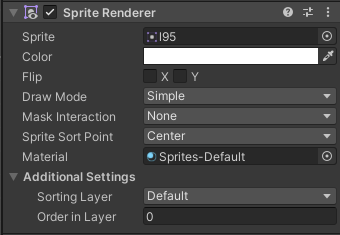 Sprite Renderer
Sprite I95
Color
Flip X Y
Draw Mode Simple
Mask Interaction None
Sprite Sort Point Center
Material Sprites-Default
Additional Settings
Sorting Layer Default
Order in Layer 0